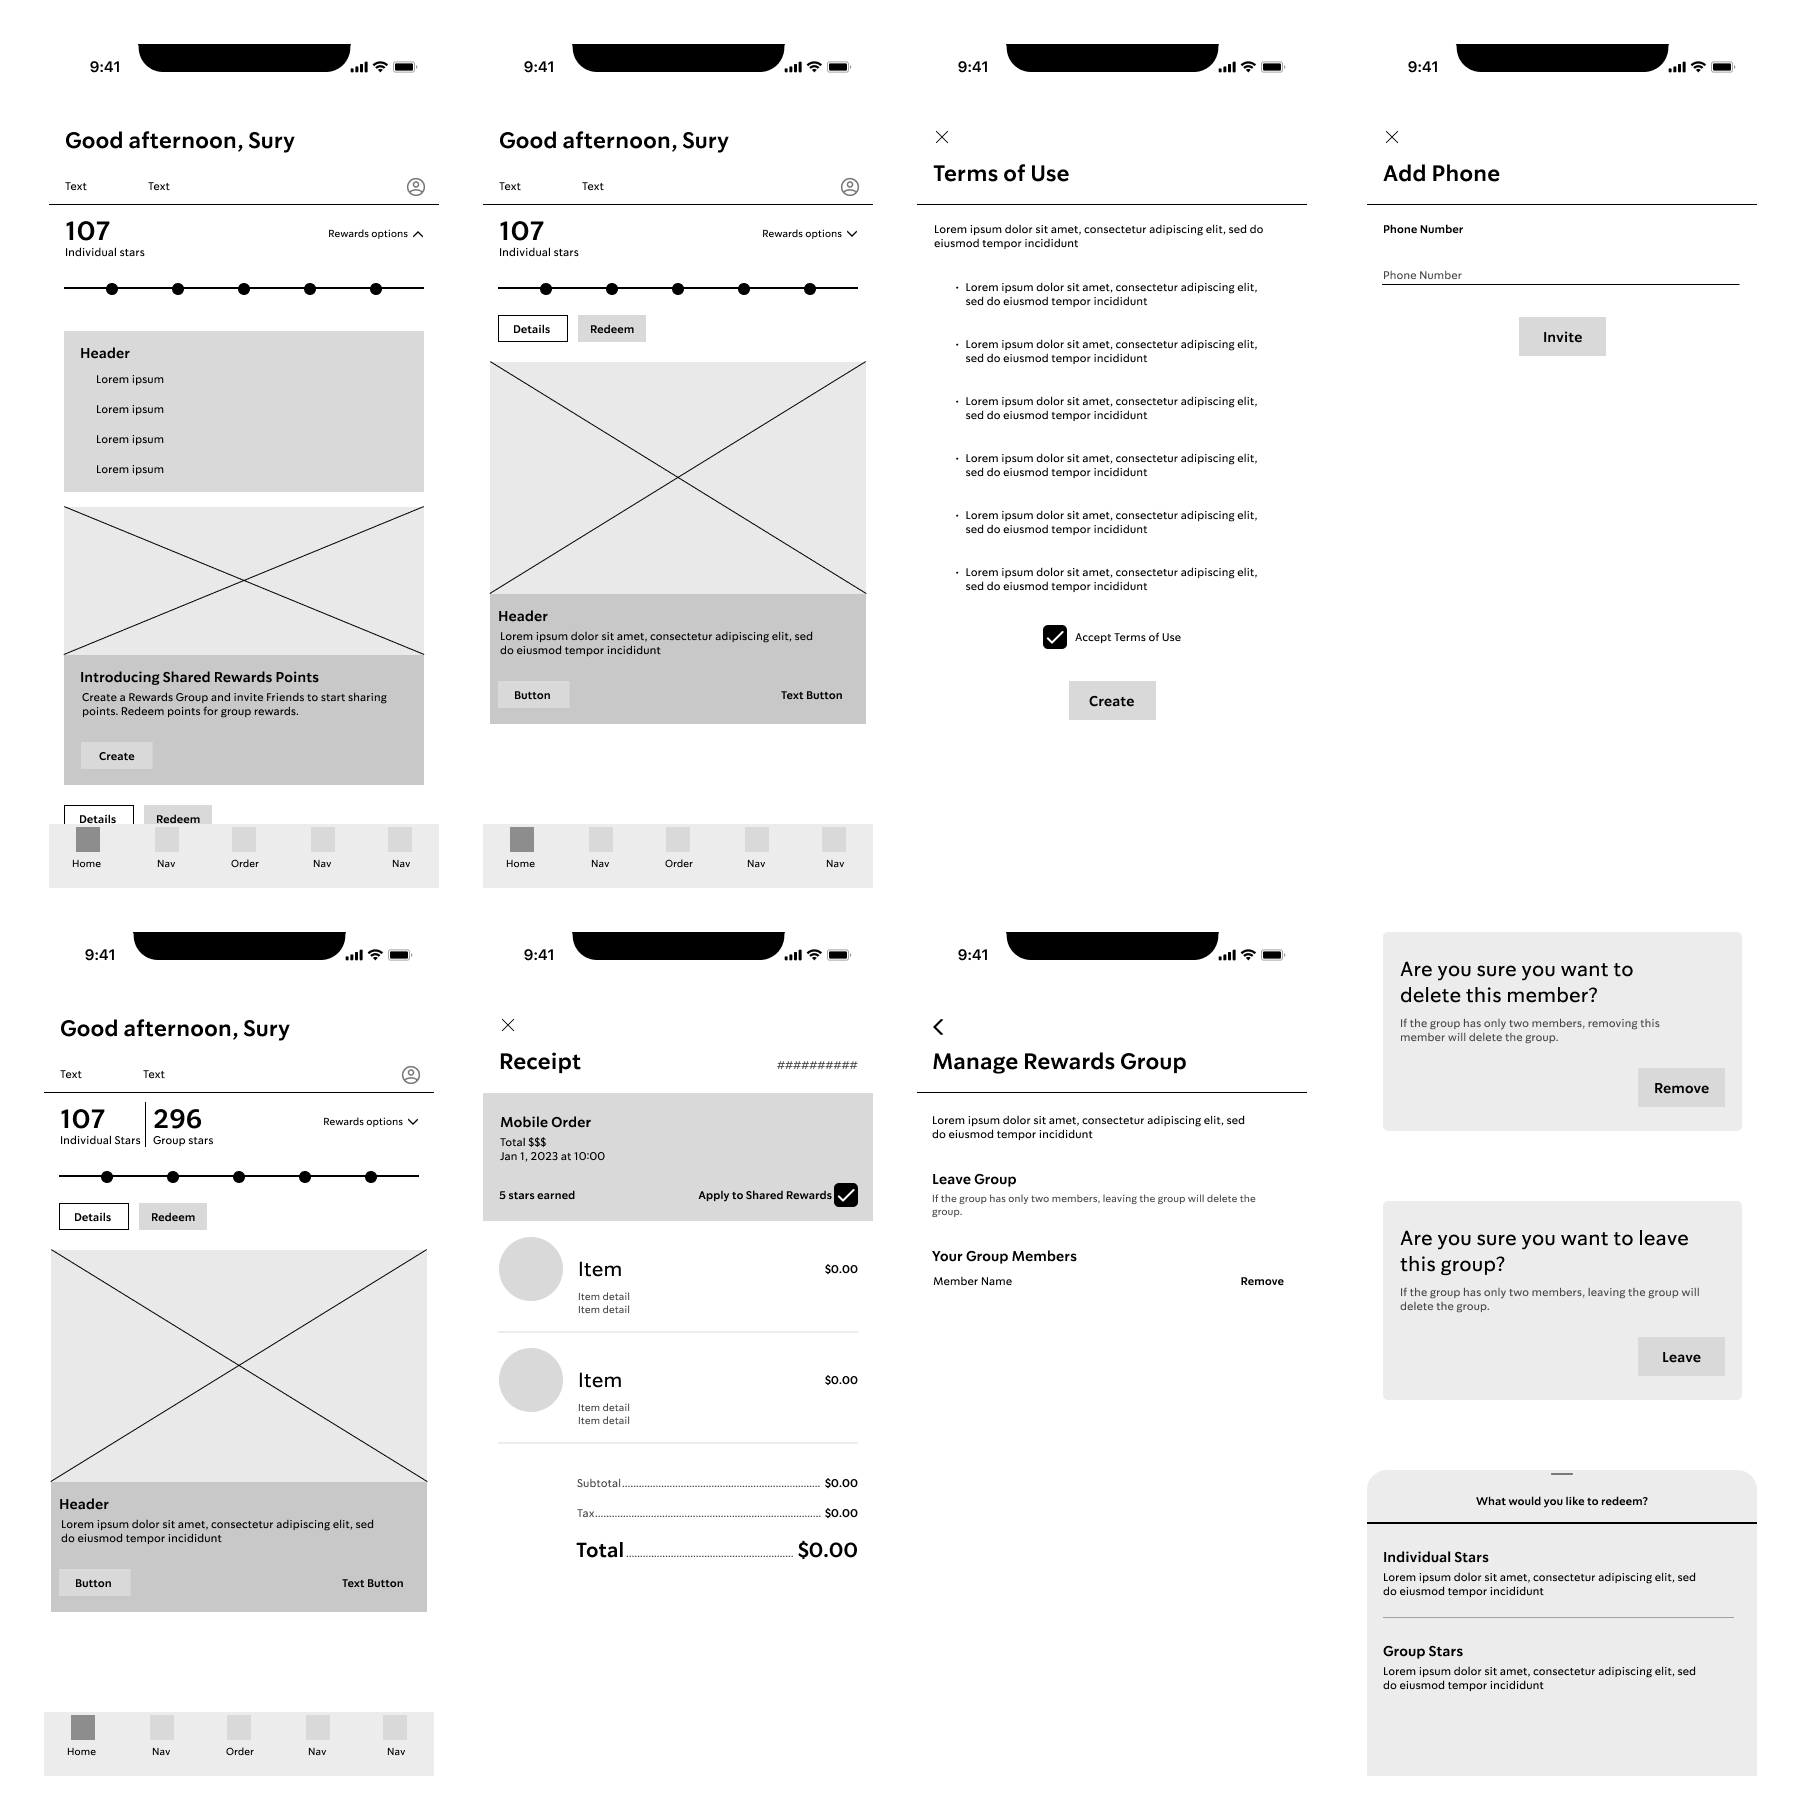 9:41
Good afternoon, Sury
Text Text
107
Individual stars
Rewards options
Header
Lorem ipsum
Lorem ipsum
Lorem ipsum
Lorem ipsum
Introducing Shared Rewards Points
Create a Rewards Group and invite Friends to start sharing
points. Redeem points for group rewards.
Create
Details Redeem
Home Nav Order Nav Nav
9:41
Good afternoon, Sury
Text Text
107
Individual stars
Rewards options
Details Redeem
Header
Lorem ipsum dolor sit amet, consectetur adipiscing elit, sed
do eiusmod tempor incididunt
Button Text Button
Home Nav Order Nav Nav
9:41
Terms of Use
Lorem ipsum dolor sit amet, consectetur adipiscing elit, sed do
eiusmod tempor incididunt
• Lorem ipsum dolor sit amet, consectetur adipiscing elit,
sed do eiusmod tempor incididunt
• Lorem ipsum dolor sit amet, consectetur adipiscing elit,
sed do eiusmod tempor incididunt
• Lorem ipsum dolor sit amet, consectetur adipiscing elit,
sed do eiusmod tempor incididunt
• Lorem ipsum dolor sit amet, consectetur adipiscing elit,
sed do eiusmod tempor incididunt
• Lorem ipsum dolor sit amet, consectetur adipiscing elit,
sed do eiusmod tempor incididunt
• Lorem ipsum dolor sit amet, consectetur adipiscing elit,
sed do eiusmod tempor incididunt
Accept Terms of Use
Create
9:41
Add Phone
Phone Number
Phone Number
Invite
9:41
Good afternoon, Sury
Text Text
107 296
Individual Stars Group stars
Rewards options
Details Redeem
Header
Lorem ipsum dolor sit amet, consectetur adipiscing elit, sed
do eiusmod tempor incididunt
Button Text Button
Home Nav Order Nav Nav
9:41
Receipt ##########
Mobile Order
Total $$$
Jan 1, 2023 at 10:00
5 stars earned Apply to Shared Rewards
Item $0.00
Item detail
Item detail
Item $0.00
Item detail
Item detail
Subtotal $0.00
Tax $0.00
Total $0.00
9:41
Manage Rewards Group
Lorem ipsum dolor sit amet, consectetur adipiscing elit, sed
do eiusmod tempor incididunt
Leave Group
If the group has only two members, leaving the group will delete the
group.
Your Group Members
Member Name Remove
Are you sure you want to
delete this member?
If the group has only two members, removing this
member will delete the group.
Remove
Are you sure you want to leave
this group?
If the group has only two members, leaving the group will
delete the group.
Leave
What would you like to redeem?
Individual Stars
Lorem ipsum dolor sit amet, consectetur adipiscing elit, sed
do eiusmod tempor incididunt
Group Stars
Lorem ipsum dolor sit amet, consectetur adipiscing elit, sed
do eiusmod tempor incididunt